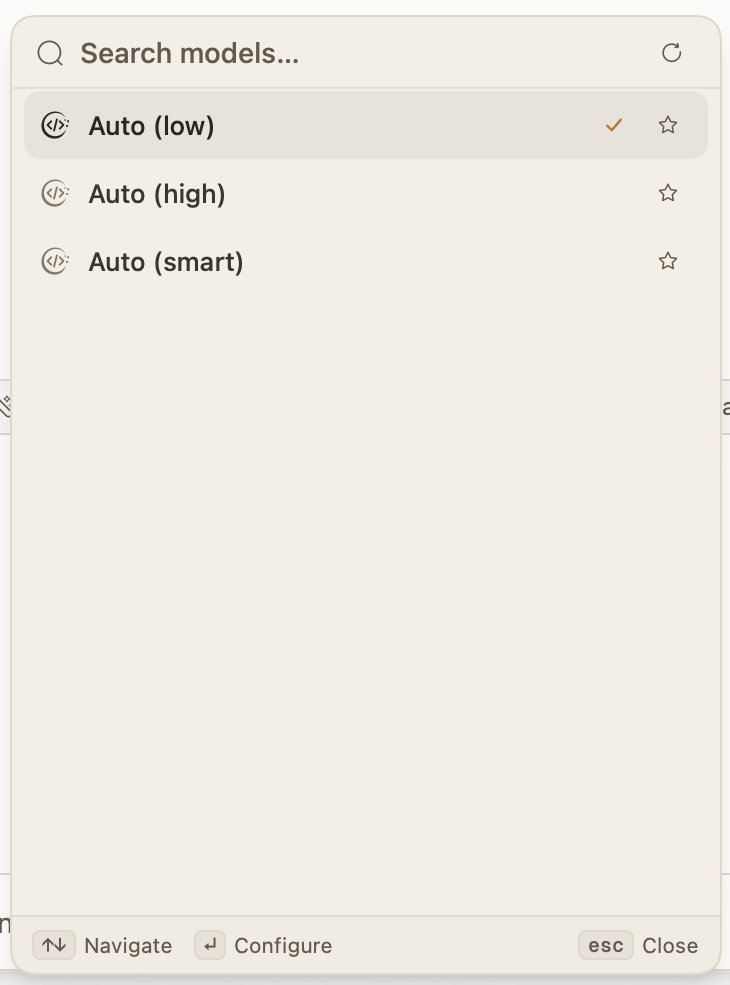 Search models...
Auto (low)
Auto (high)
Auto (smart)
Navigate Configure esc Close